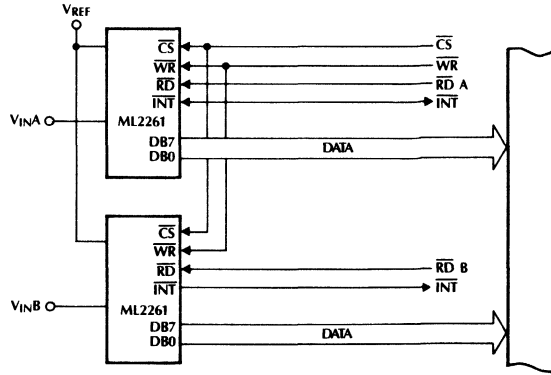 VREF
CS CS
WR WR
RD RD A
INT INT
VINA
ML2261
DB7
DB0
DATA
CS
WR
RD RD B
INT INT
VINB
ML2261
DB7
DB0
DATA